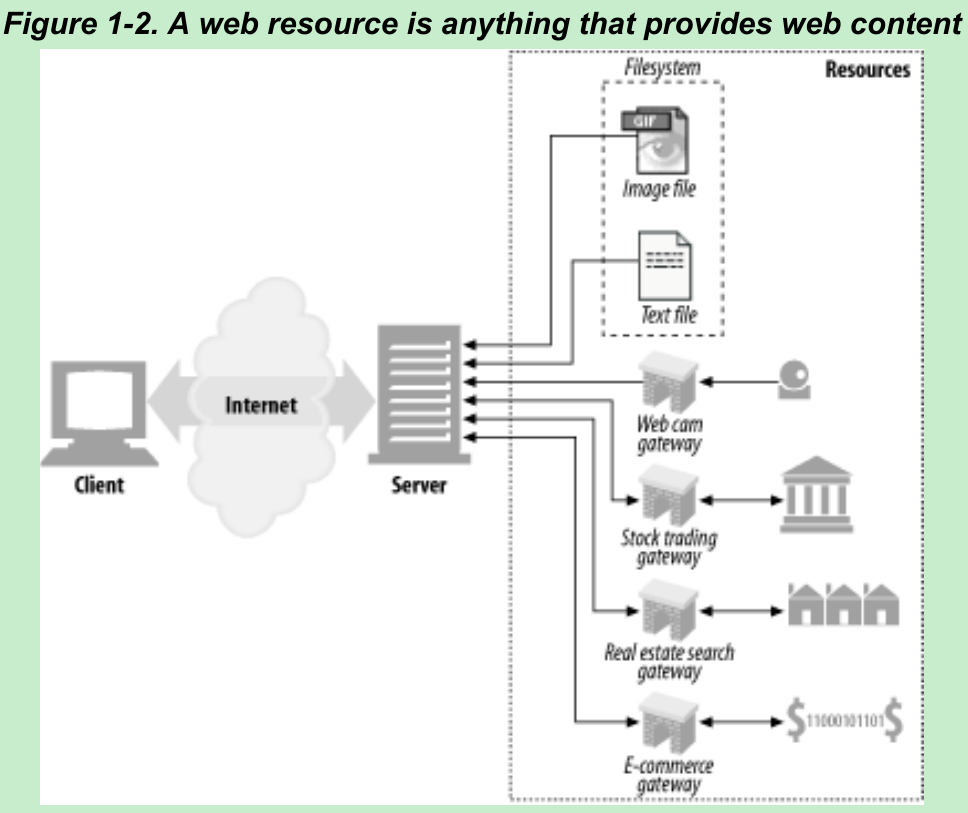 Figure 1-2. A web resource is anything that provides web content
Filesystem
Resources
GIF
Image file
Text file
Internet
Client
Server
Web cam
gateway
Stock trading
gateway
Real estate search
gateway
$11000101101$
E-commerce
gateway